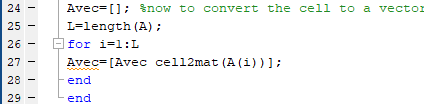 24 - Avec=[]; %now to convert the cell to a vector
25 - L=length(A);
26 - for i=1:L
27 - Avec=[Avec cell2mat(A(i))];
28 - end
29 - end